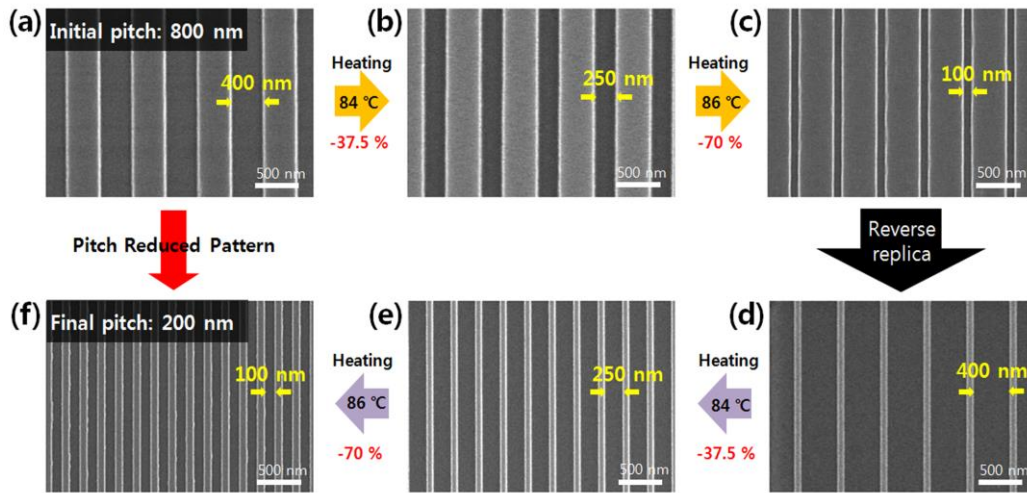 (a)
Initial pitch: 800 nm
400 nm
500 nm
Heating
84 ℃
-37.5 %
(b)
250 nm
500 nm
Heating
86 ℃
-70 %
(c)
100 nm
500 nm
Pitch Reduced Pattern
Reverse
replica
(f)
Final pitch: 200 nm
100 nm
500 nm
Heating
86 ℃
-70 %
(e)
250 nm
500 nm
Heating
84 ℃
-37.5 %
(d)
400 nm
500 nm